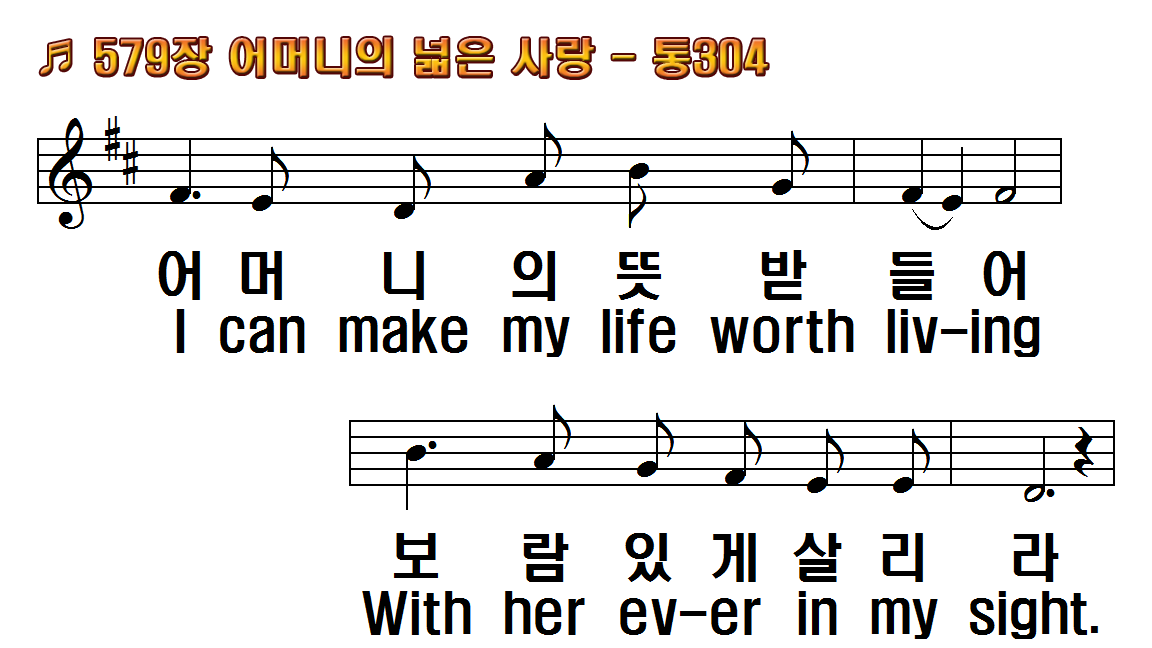 ♬ 579장 어머니의 넓은 사랑 - 통304
어 머 니 의 뜻 받 들 어
I can make my life worth liv-ing
보 람 있 게 살 리 라
With her ev-er in my sight.